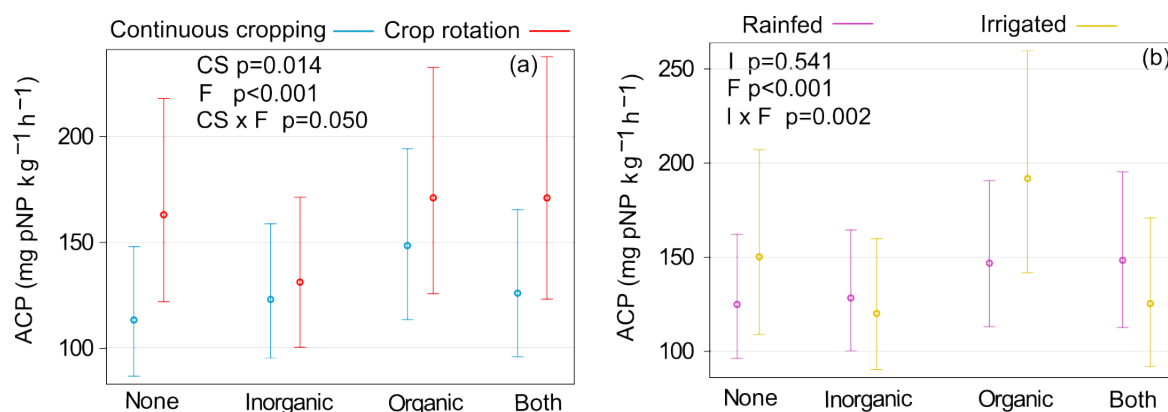 Continuous cropping Crop rotation
CS p=0.014
F p<0.001
CS x F p=0.050
(a)
ACP (mg pNP kg⁻¹h⁻¹)
200
150
100
None Inorganic Organic Both
Rainfed Irrigated
I p=0.541
F p<0.001
I x F p=0.002
(b)
ACP (mg pNP kg⁻¹h⁻¹)
250
200
150
100
None Inorganic Organic Both